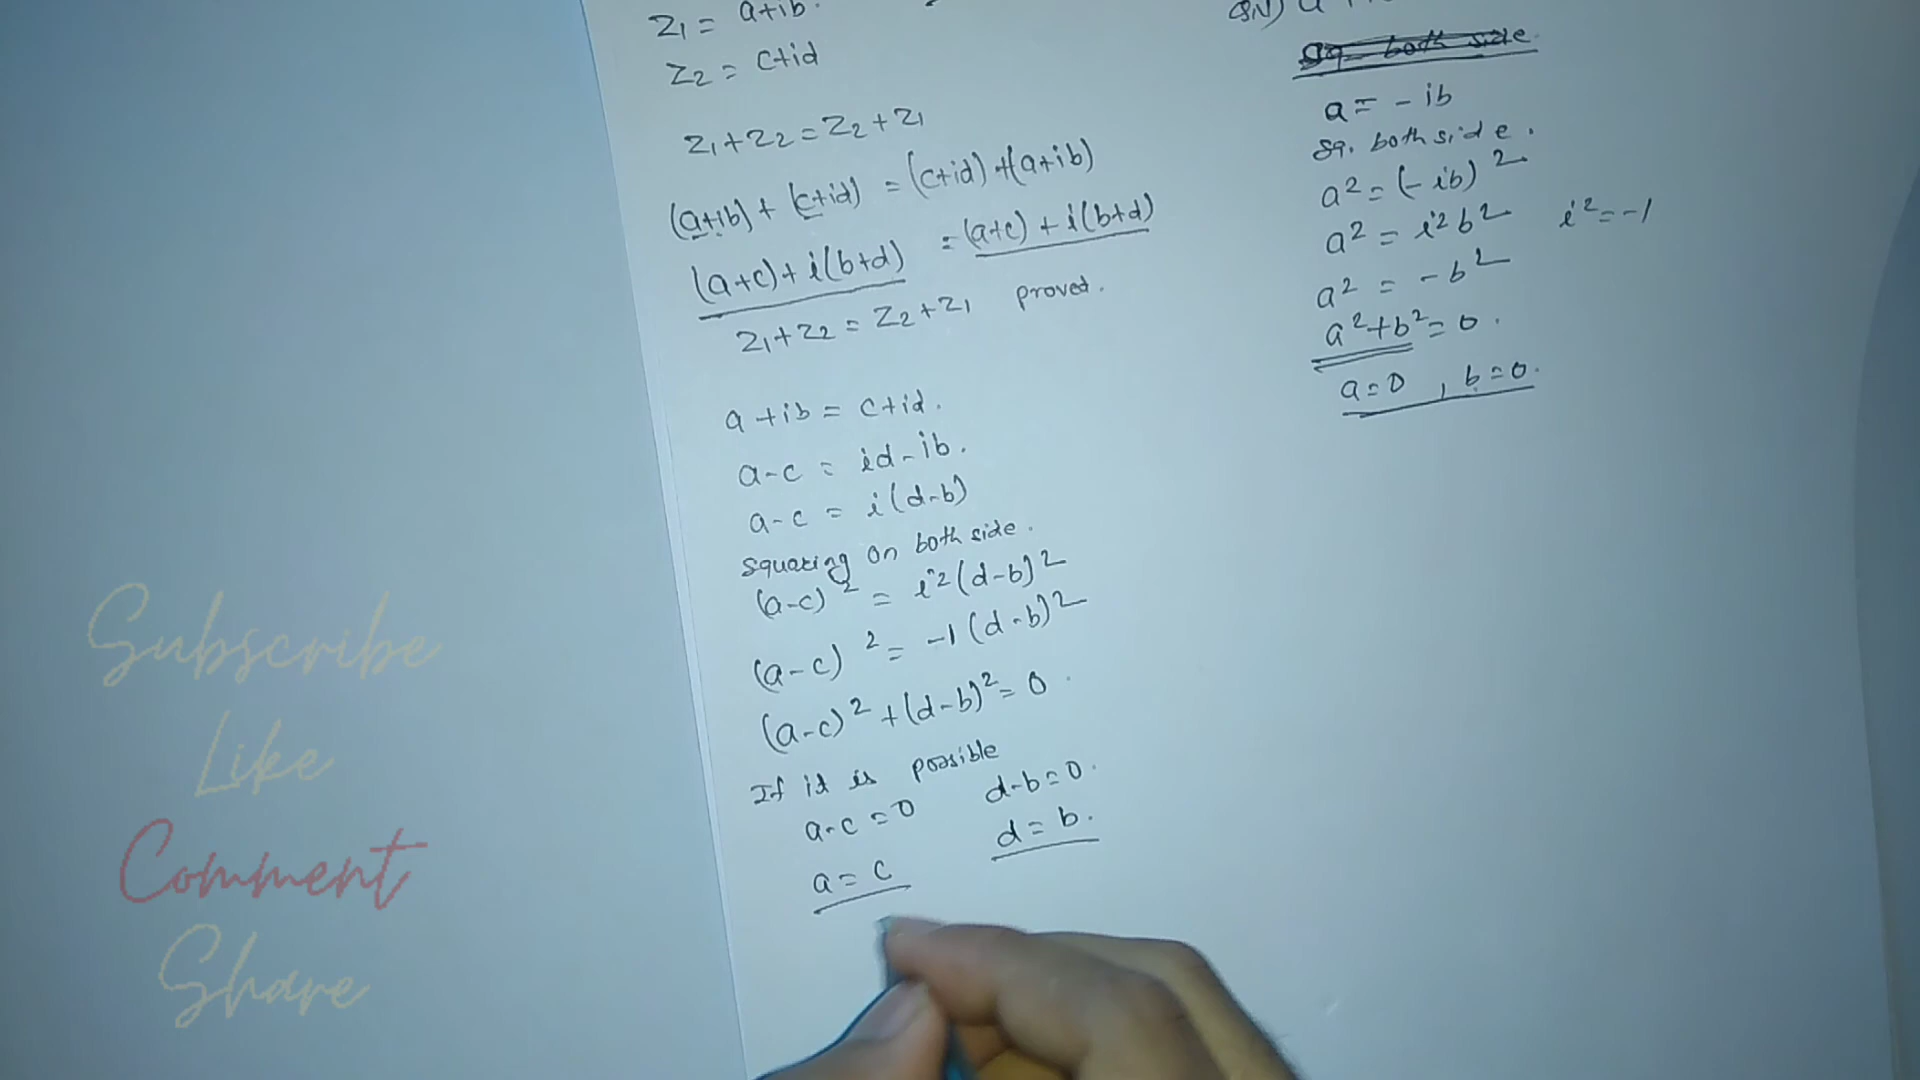 Z₁ = a+ib.
Z₂ = c+id
Z₁+Z₂ = Z₂+Z₁
(a+ib) + (c+id) = (c+id) + (a+ib)
(a+c) + i(b+d) = (a+c) + i(b+d)
Z₁+Z₂ = Z₂+Z₁ proved.
a+ib = c+id.
a-c = id-ib.
a-c = i(d-b)
squaring on both side.
(a-c)² = i²(d-b)²
(a-c)² = -1(d-b)²
(a-c)² + (d-b)² = 0.
If it is possible
a-c = 0 d-b = 0.
a = c d = b.
both side
a = -ib
sq. both side.
a² = (-ib)²
a² = i²b² i² = -1
a² = -b²
a²+b² = 0.
a = 0, b = 0.
Subscribe
Like
Comment
Share